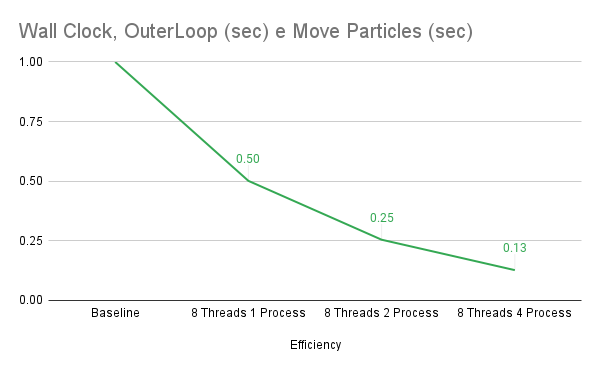 Wall Clock, OuterLoop (sec) e Move Particles (sec)
1.00
0.75
0.50
0.50
0.25
0.25
0.13
0.00
Baseline 8 Threads 1 Process 8 Threads 2 Process 8 Threads 4 Process
Efficiency